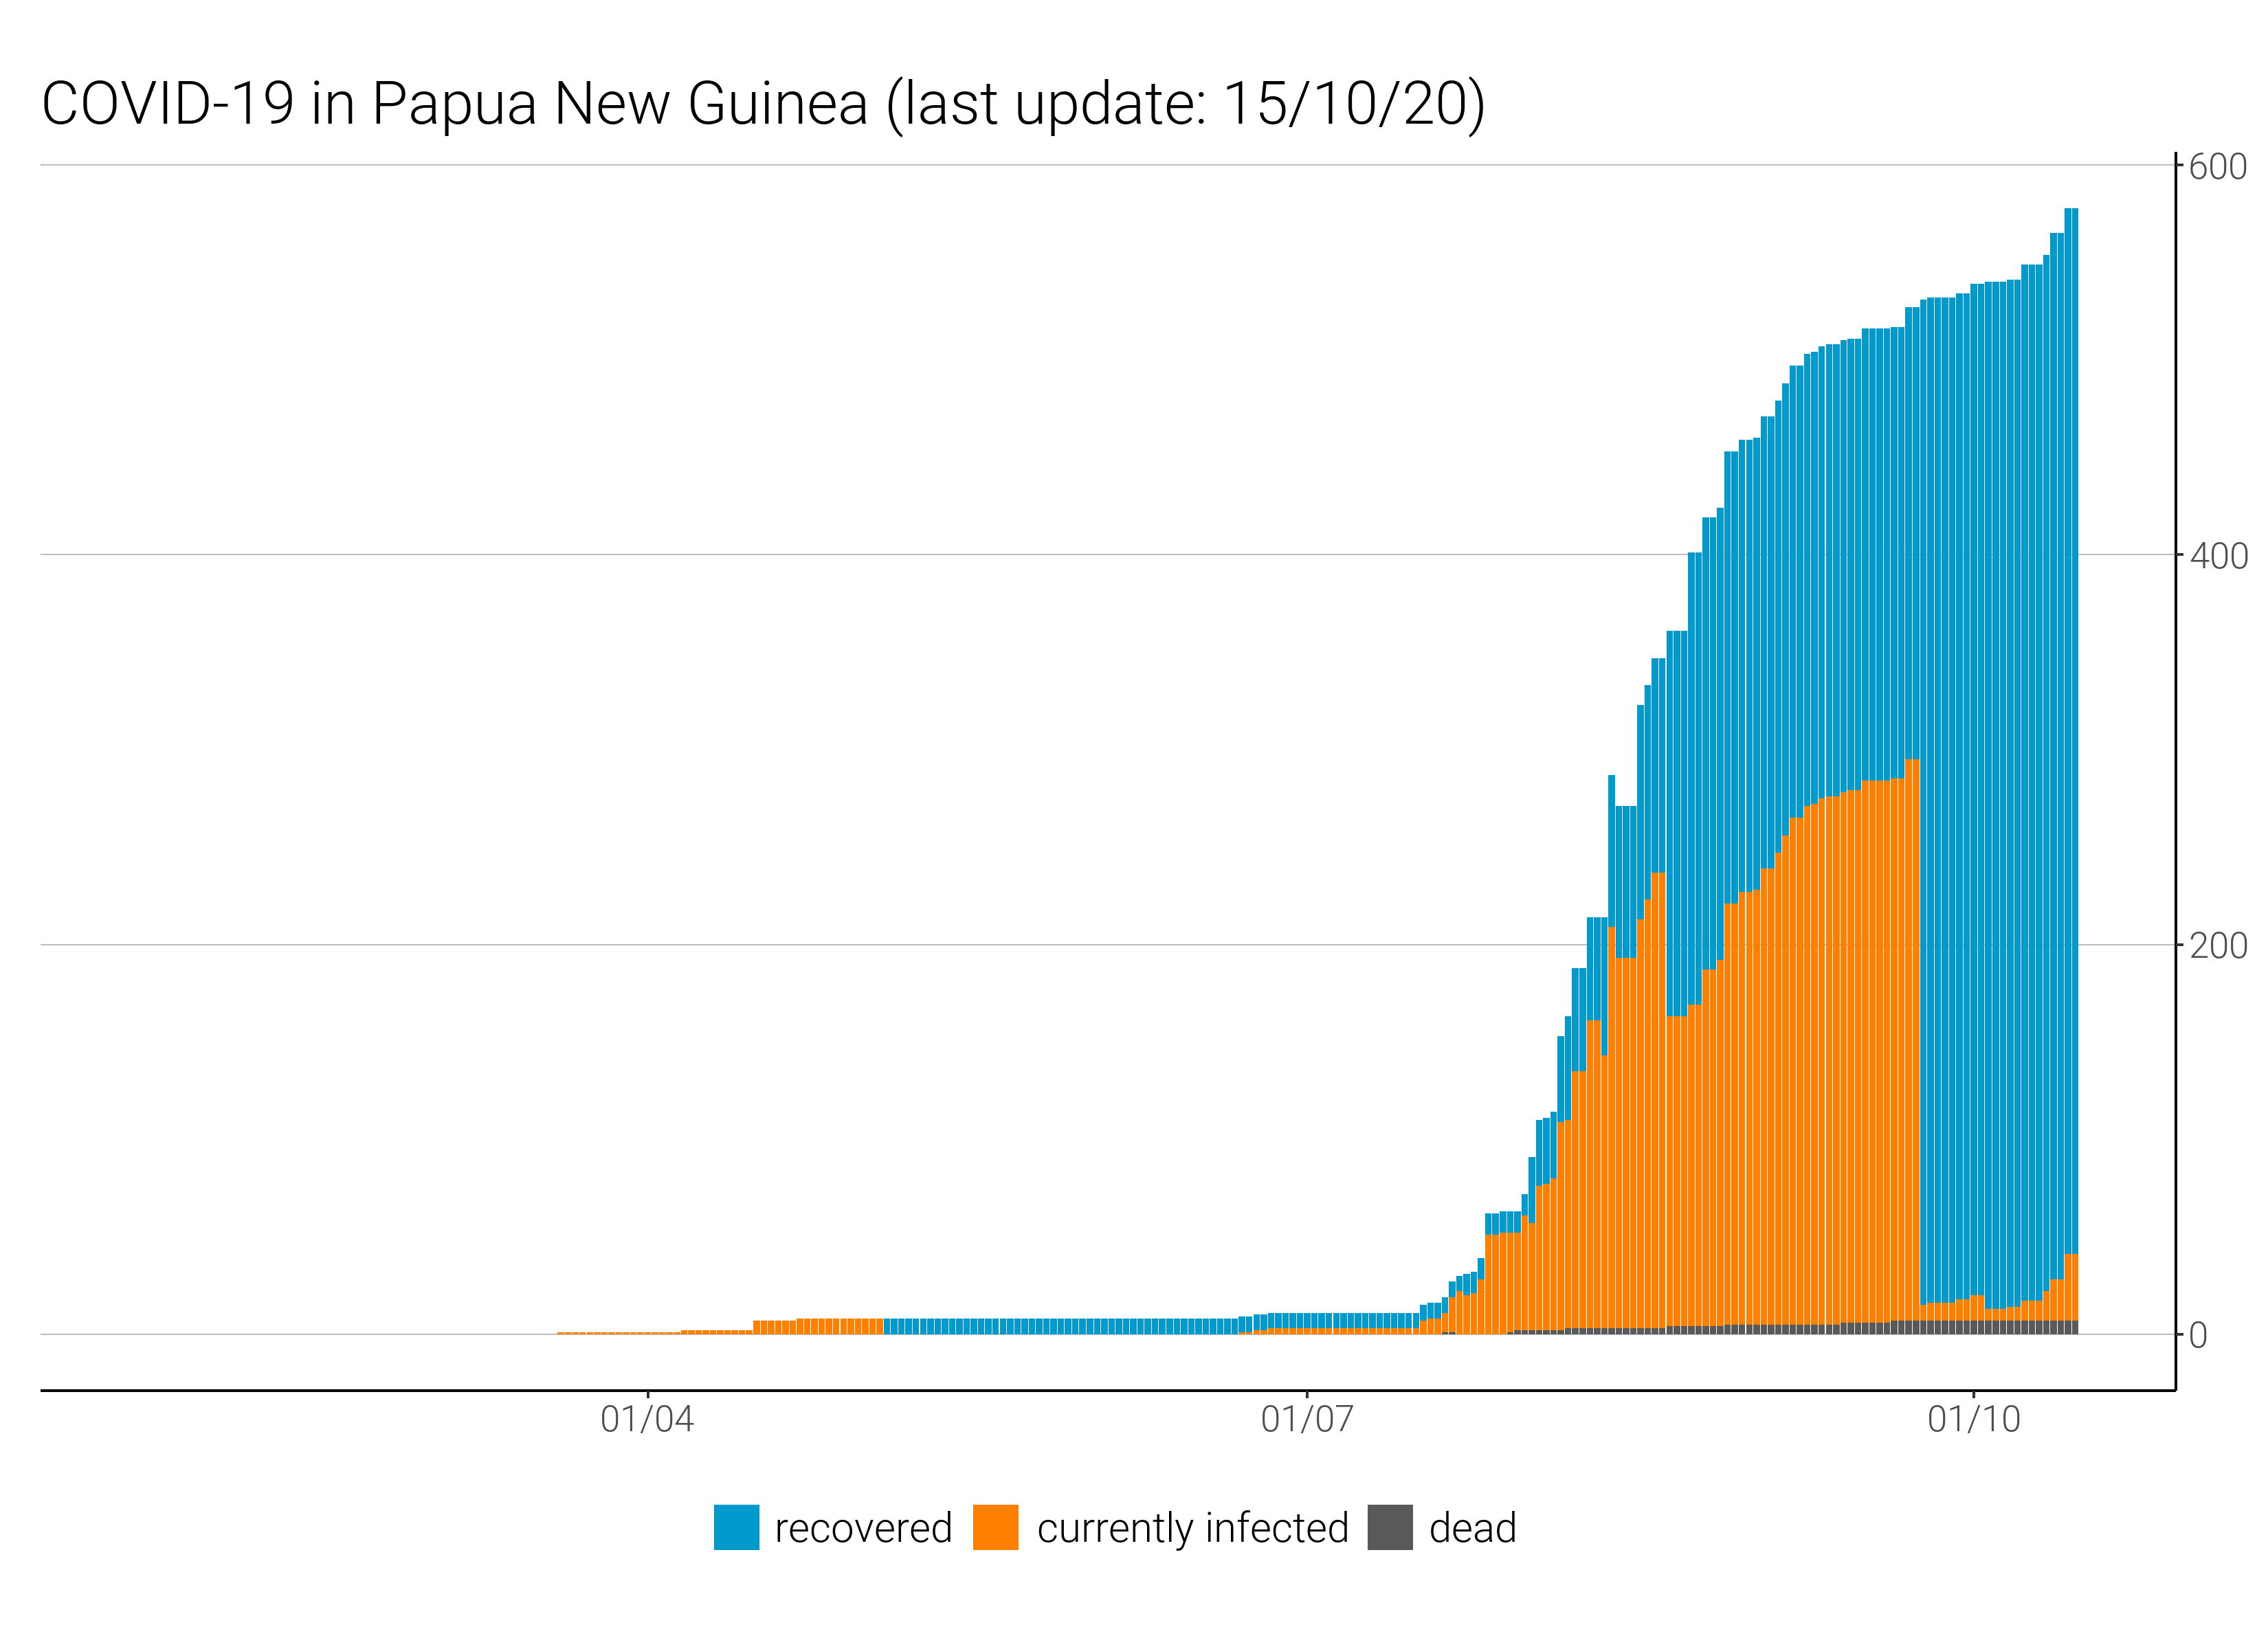 COVID-19 in Papua New Guinea (last update: 15/10/20)
600
400
200
0
01/04 01/07 01/10
recovered currently infected dead